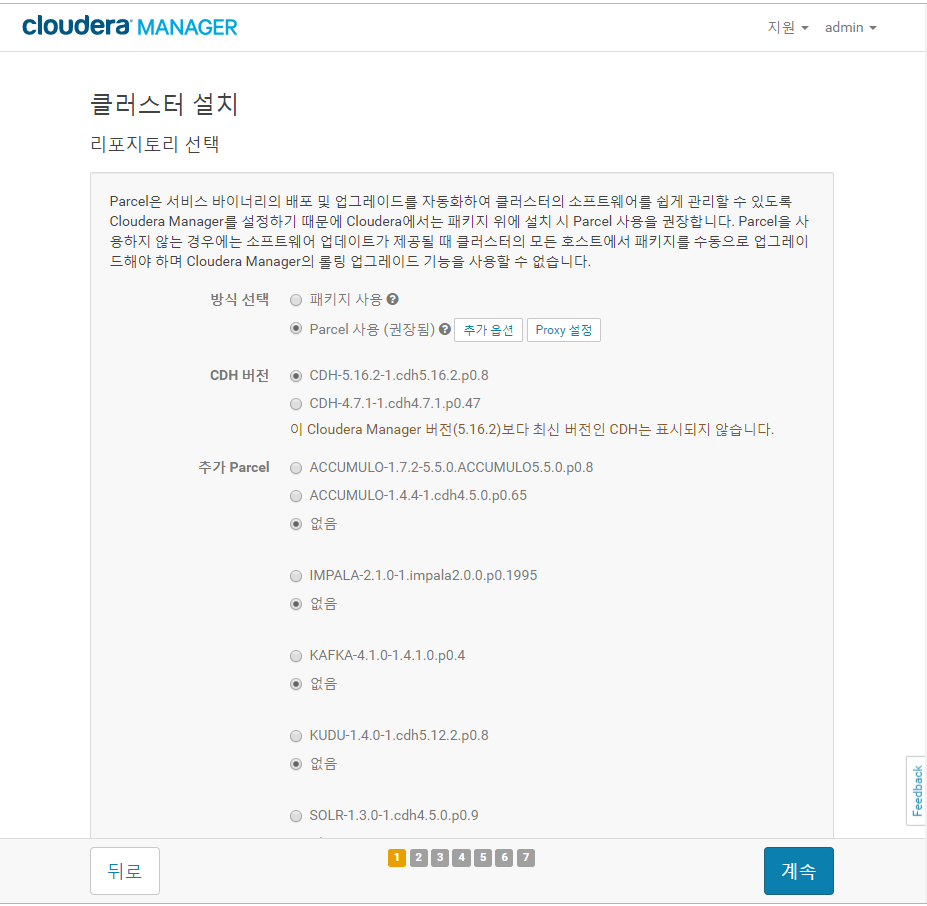 cloudera MANAGER
지원 admin
클러스터 설치
리포지토리 선택
Parcel은 서비스 바이너리의 배포 및 업그레이드를 자동화하여 클러스터의 소프트웨어를 쉽게 관리할 수 있도록
Cloudera Manager를 설정하기 때문에 Cloudera에서는 패키지 위에 설치 시 Parcel 사용을 권장합니다. Parcel을 사
용하지 않는 경우에는 소프트웨어 업데이트가 제공될 때 클러스터의 모든 호스트에서 패키지를 수동으로 업그레이
드해야 하며 Cloudera Manager의 롤링 업그레이드 기능을 사용할 수 없습니다.
방식 선택 패키지 사용 ?
Parcel 사용 (권장됨) ? 추가 옵션 Proxy 설정
CDH 버전 CDH-5.16.2-1.cdh5.16.2.p0.8
CDH-4.7.1-1.cdh4.7.1.p0.47
이 Cloudera Manager 버전(5.16.2)보다 최신 버전인 CDH는 표시되지 않습니다.
추가 Parcel ACCUMULO-1.7.2-5.5.0.ACCUMULO5.5.0.p0.8
ACCUMULO-1.4.4-1.cdh4.5.0.p0.65
없음
IMPALA-2.1.0-1.impala2.0.0.p0.1995
없음
KAFKA-4.1.0-1.4.1.0.p0.4
없음
KUDU-1.4.0-1.cdh5.12.2.p0.8
없음
SOLR-1.3.0-1.cdh4.5.0.p0.9
Feedback
뒤로 1 2 3 4 5 6 7 계속